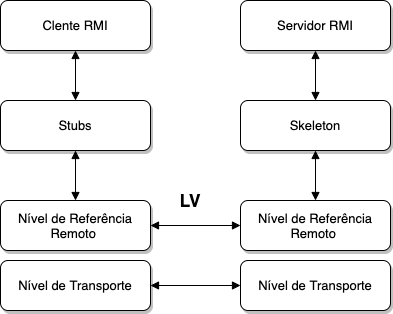 Clente RMI
Servidor RMI
Stubs
Skeleton
LV
Nível de Referência
Remoto
Nível de Referência
Remoto
Nível de Transporte
Nível de Transporte